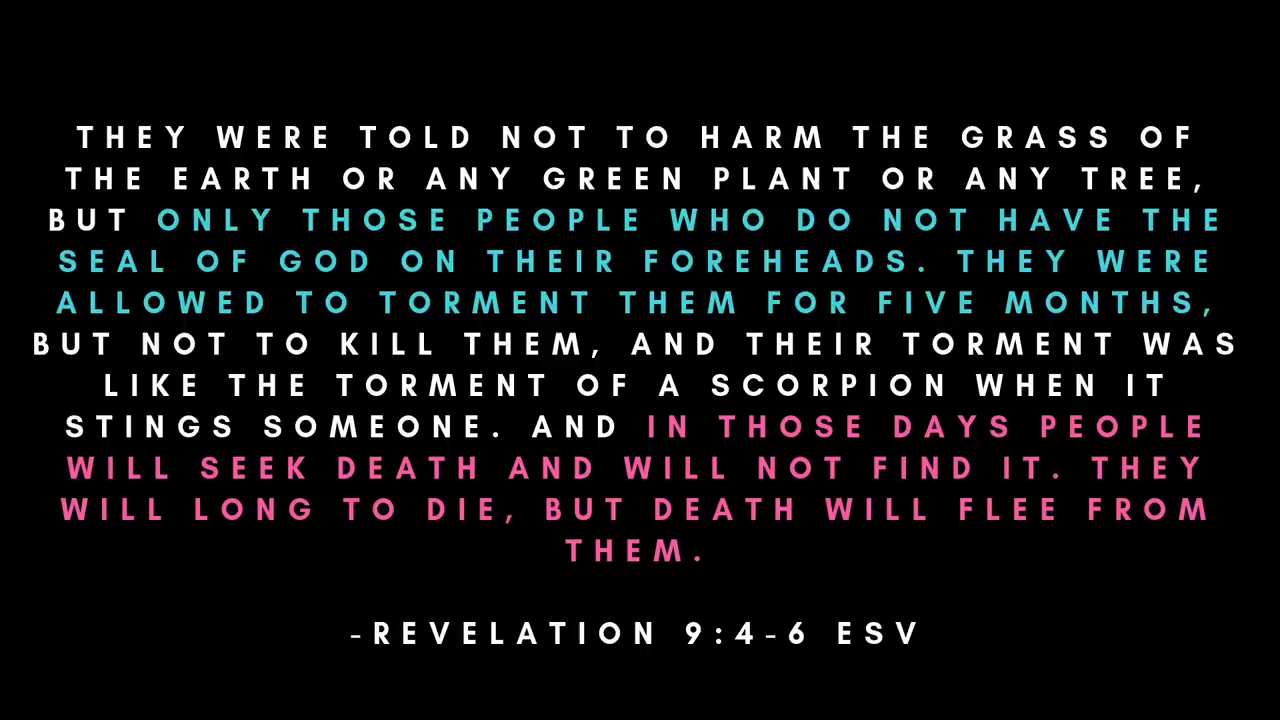 THEY WERE TOLD NOT TO HARM THE GRASS OF
THE EARTH OR ANY GREEN PLANT OR ANY TREE,
BUT ONLY THOSE PEOPLE WHO DO NOT HAVE THE
SEAL OF GOD ON THEIR FOREHEADS. THEY WERE
ALLOWED TO TORMENT THEM FOR FIVE MONTHS,
BUT NOT TO KILL THEM, AND THEIR TORMENT WAS
LIKE THE TORMENT OF A SCORPION WHEN IT
STINGS SOMEONE. AND IN THOSE DAYS PEOPLE
WILL SEEK DEATH AND WILL NOT FIND IT. THEY
WILL LONG TO DIE, BUT DEATH WILL FLEE FROM
THEM.
-REVELATION 9:4-6 ESV